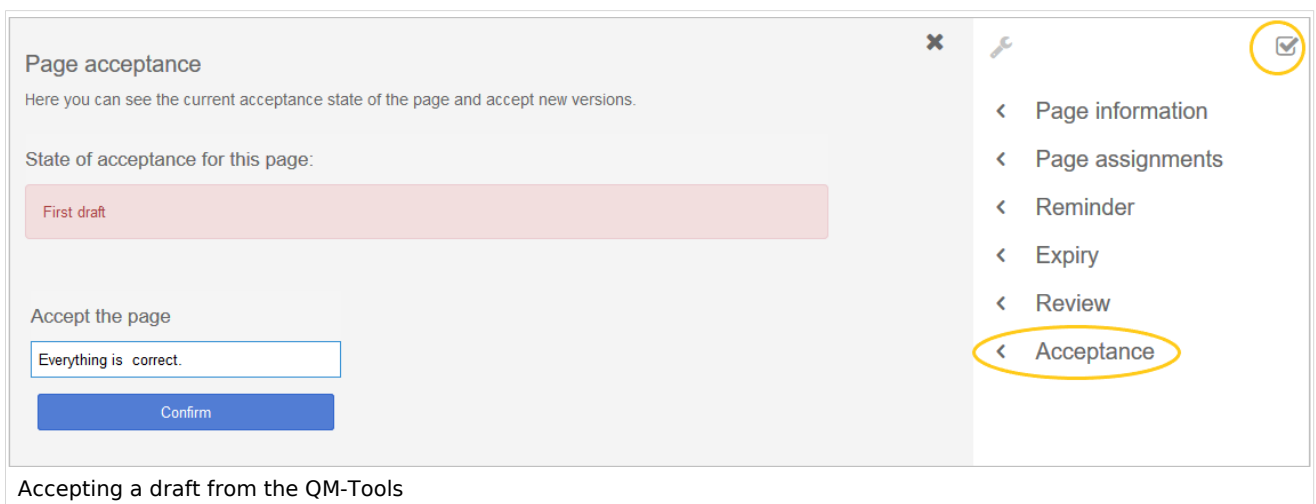 Page acceptance
Here you can see the current acceptance state of the page and accept new versions.
State of acceptance for this page:
First draft
Accept the page
Everything is correct.
Confirm
Page information
Page assignments
Reminder
Expiry
Review
Acceptance
Accepting a draft from the QM-Tools